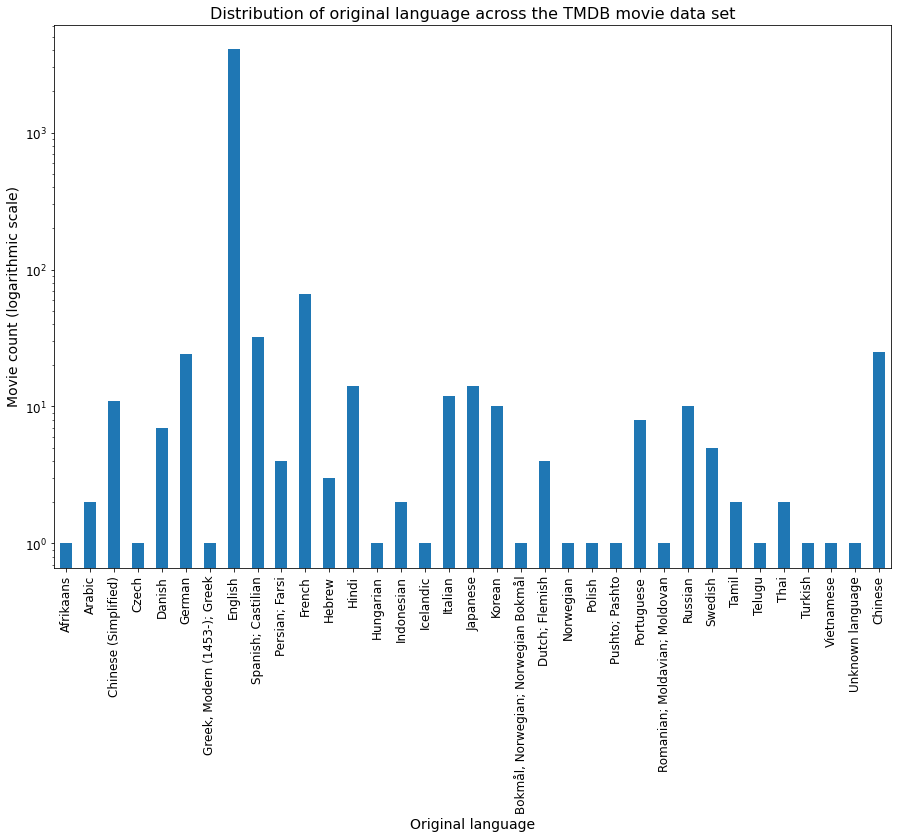 Distribution of original language across the TMDB movie data set
Movie count (logarithmic scale)
10³
10²
10¹
10⁰
Afrikaans
Arabic
Chinese (Simplified)
Czech
Danish
German
Greek, Modern (1453-); Greek
English
Spanish; Castilian
Persian; Farsi
French
Hebrew
Hindi
Hungarian
Indonesian
Icelandic
Italian
Japanese
Korean
Bokmål, Norwegian; Norwegian Bokmål
Dutch; Flemish
Norwegian
Polish
Pushto; Pashto
Portuguese
Romanian; Moldavian; Moldovan
Russian
Swedish
Tamil
Telugu
Thai
Turkish
Vietnamese
Unknown language
Chinese
Original language